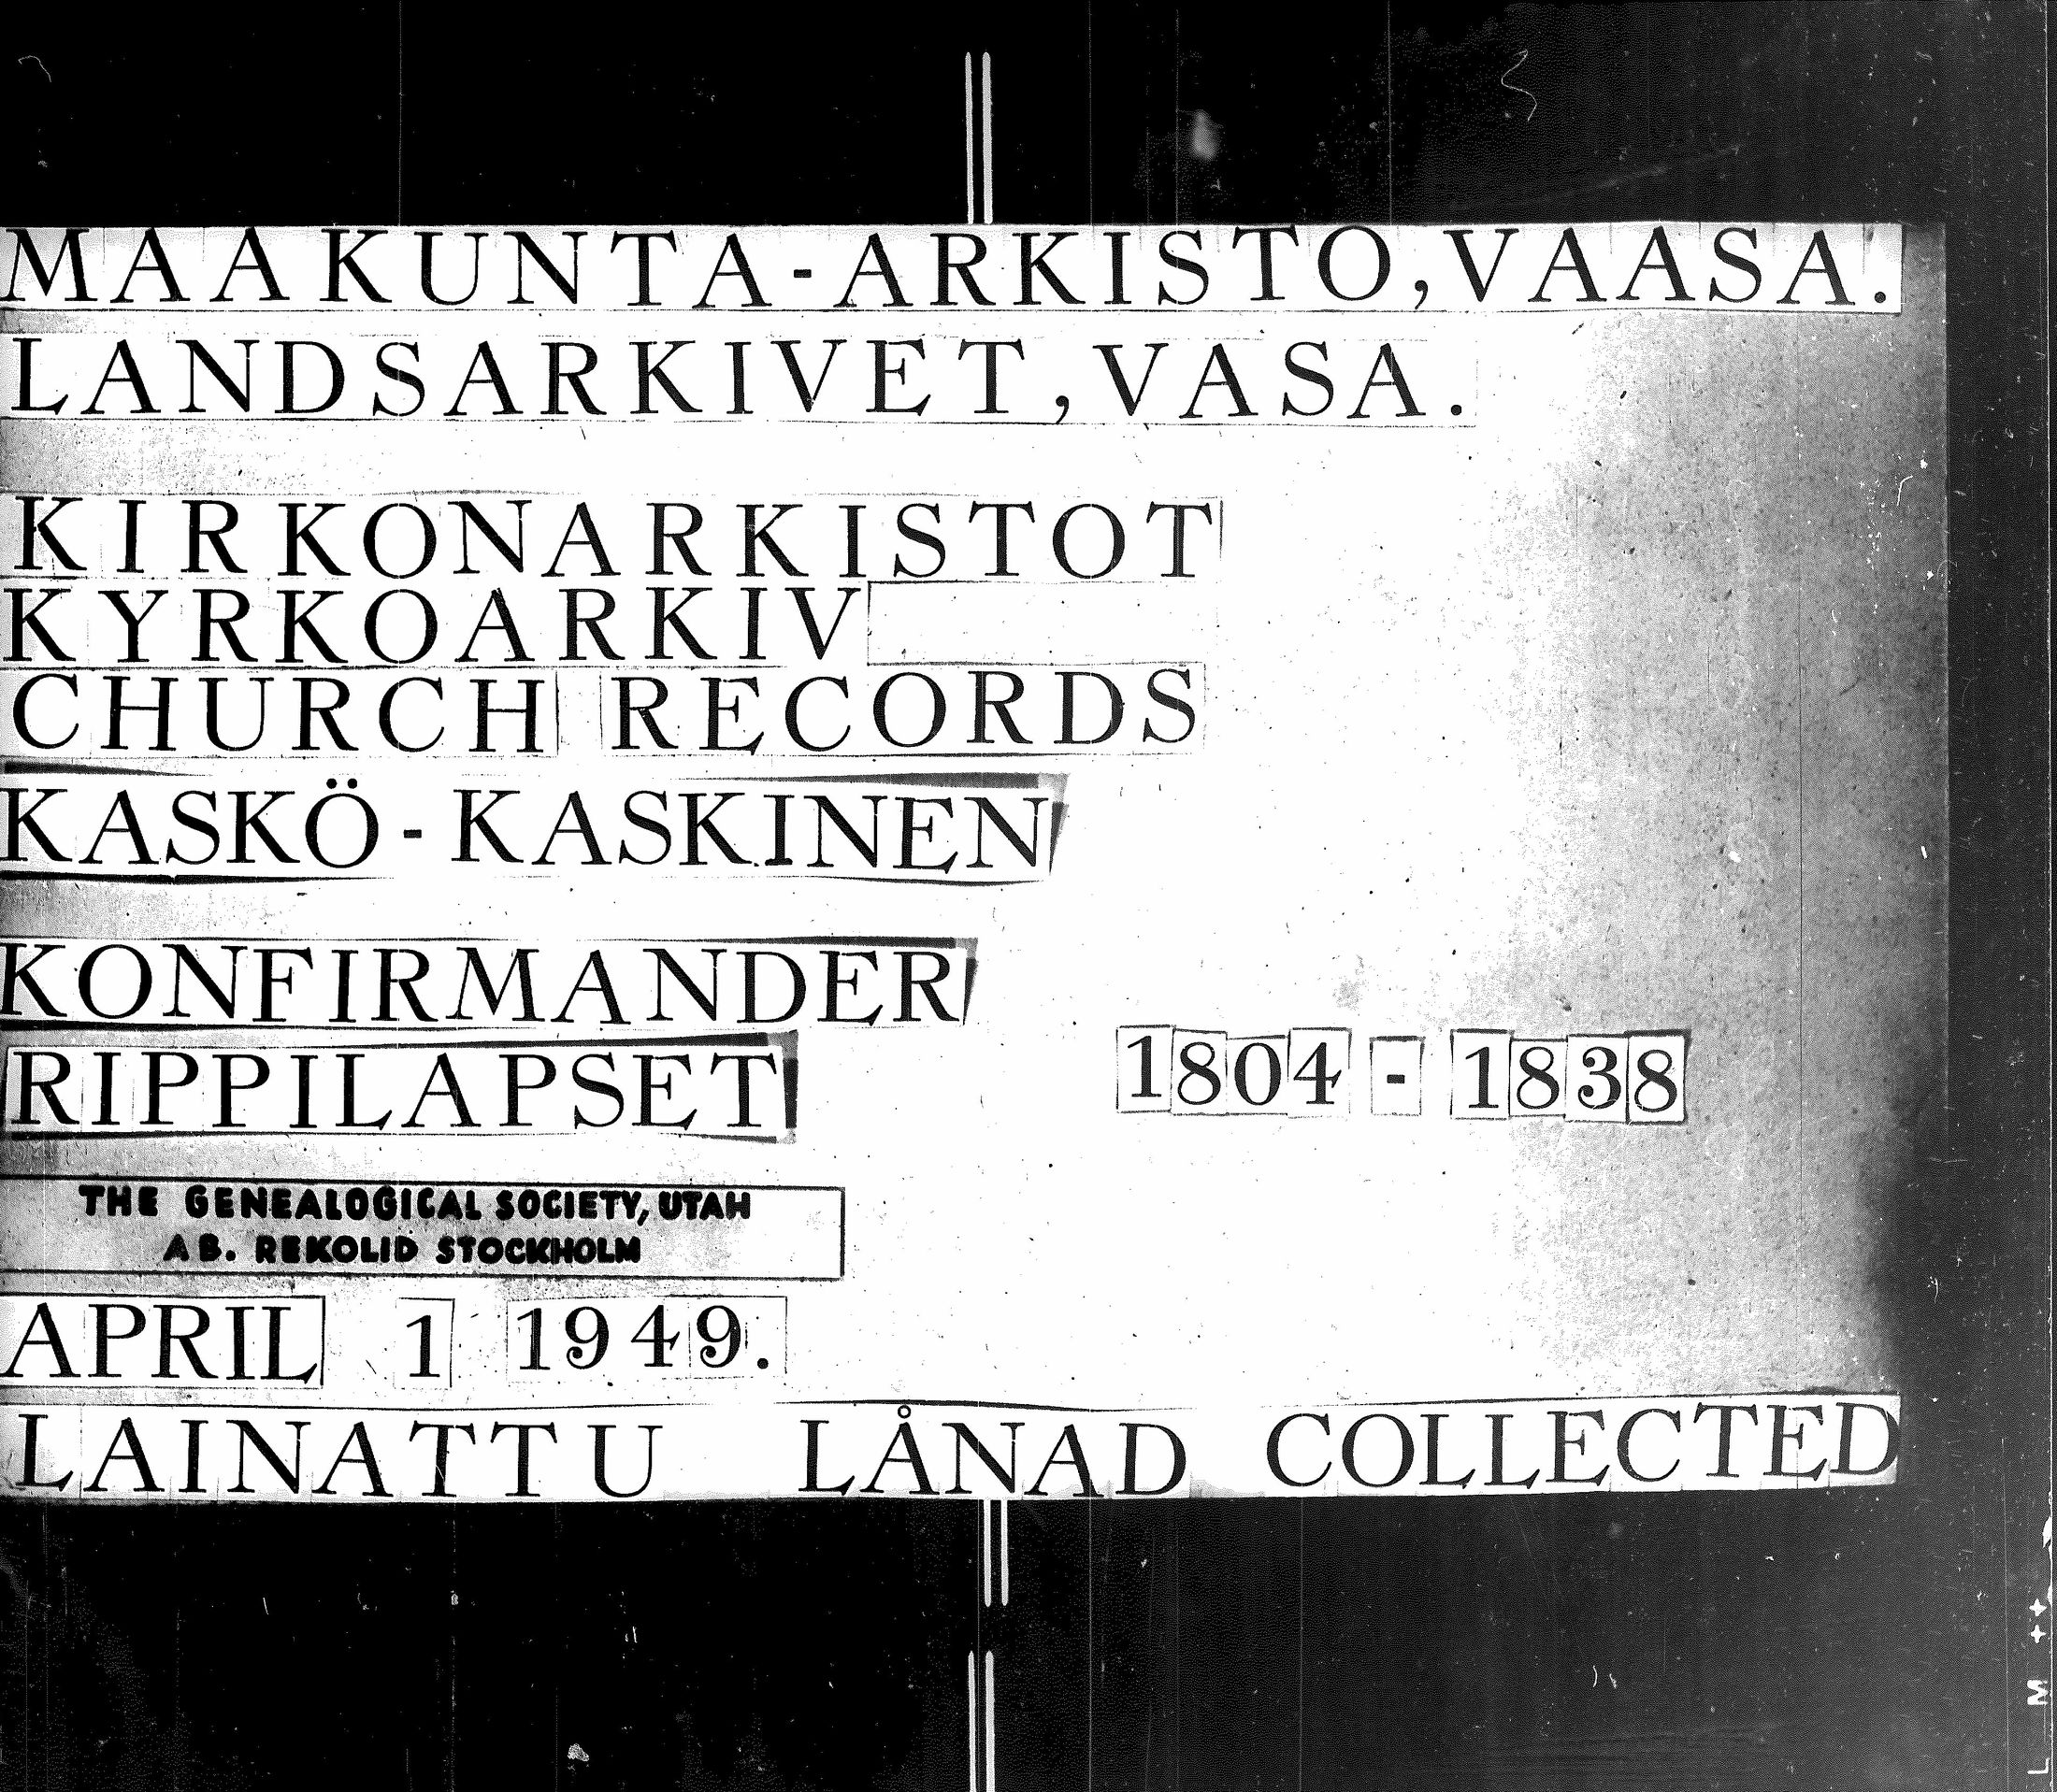 MAAKUNTA-ARKISTO, VAASA.
LANDSARKIVET, VASA.
KIRKONARKISTOT
KYRKOARKIV
CHURCH RECORDS
KASKÖ - KASKINEN
KONFIRMANDER
RIPPILAPSET 1804 - 1838
THE GENEALOGICAL SOCIETY, UTAH
AB. REKOLID STOCKHOLM
APRIL 1 1949.
LAINATTU LÅNAD COLLECTED